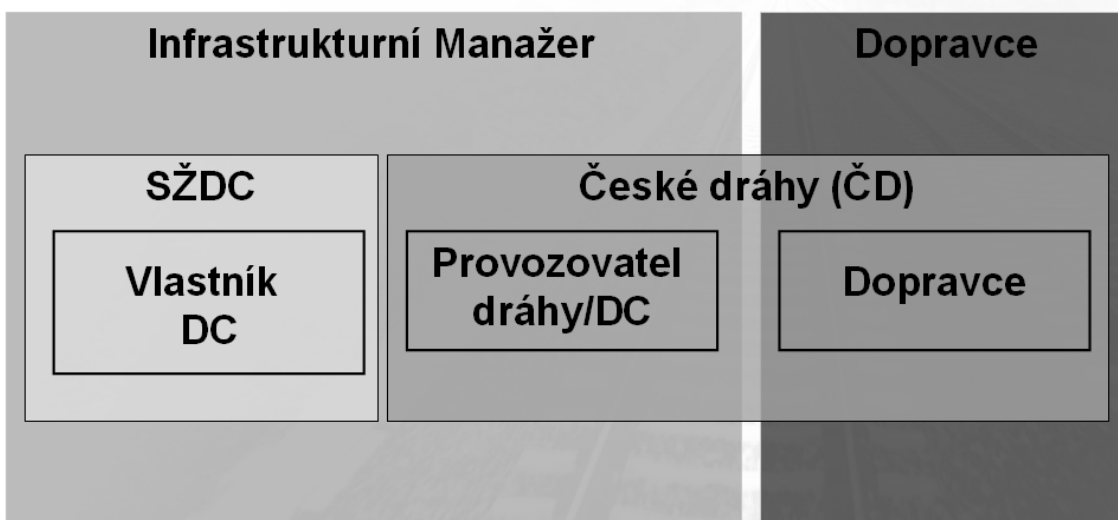 Infrastrukturní Manažer
Dopravce
SŽDC
České dráhy (ČD)
Vlastník
DC
Provozovatel
dráhy/DC
Dopravce